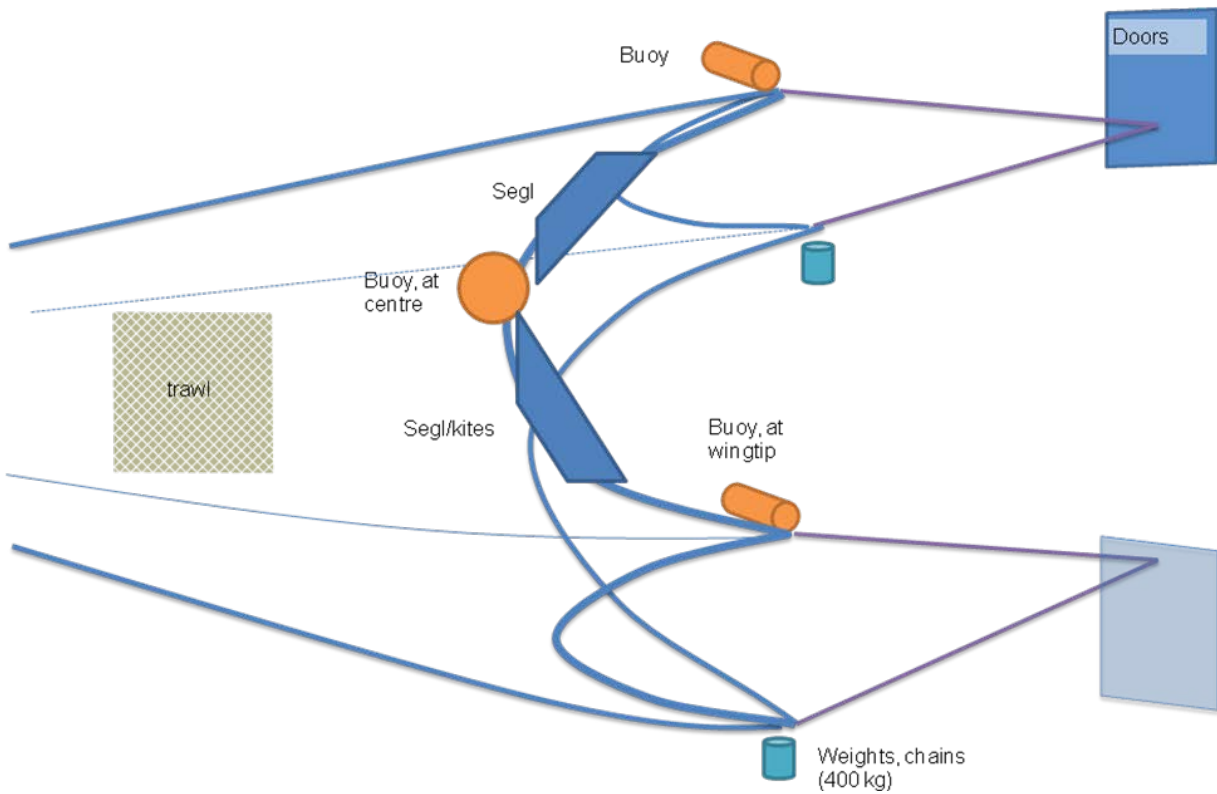 Buoy
Doors
Segl
Buoy, at
centre
trawl
Segl/kites
Buoy, at
wingtip
Weights, chains
(400 kg)